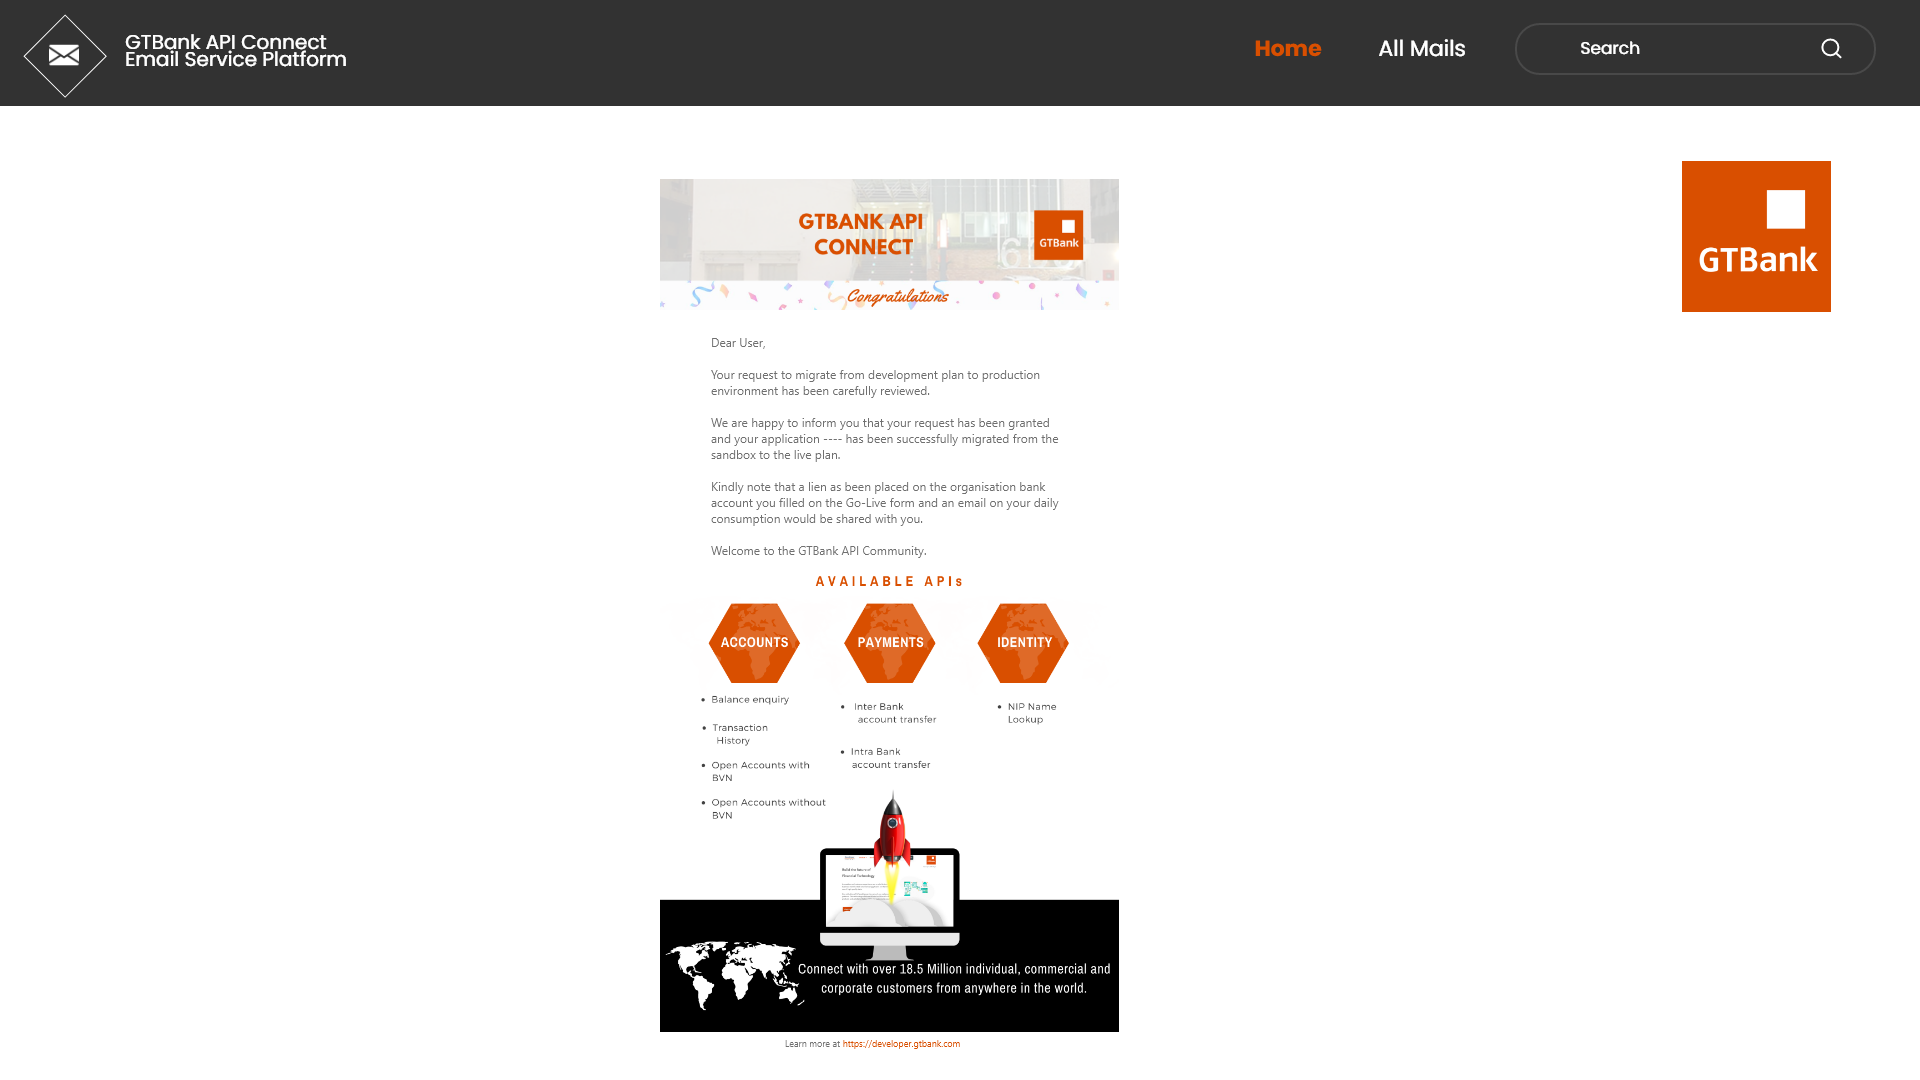 GTBank API Connect
Email Service Platform
Home
All Mails
Search
GTBank
GTBANK API
CONNECT
GTBank
Congratulations
Dear User,
Your request to migrate from development plan to production
environment has been carefully reviewed.
We are happy to inform you that your request has been granted
and your application ---- has been successfully migrated from the
sandbox to the live plan.
Kindly note that a lien as been placed on the organisation bank
account you filled on the Go-Live form and an email on your daily
consumption would be shared with you.
Welcome to the GTBank API Community.
AVAILABLE APIs
ACCOUNTS
PAYMENTS
IDENTITY
• Balance enquiry
• Transaction
History
• Open Accounts with
BVN
• Open Accounts without
BVN
• Inter Bank
account transfer
• Intra Bank
account transfer
• NIP Name
Lookup
Build the future of
Financial Technology
Connect with over 18.5 Million individual, commercial and
corporate customers from anywhere in the world.
Learn more at https://developer.gtbank.com